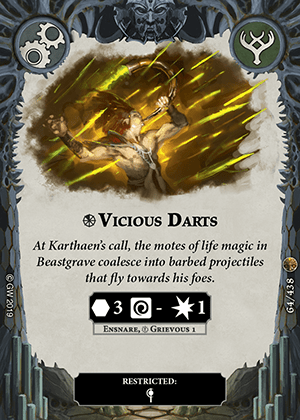 VICIOUS DARTS
At Karthaen's call, the motes of life magic in
Beastgrave coalesce into barbed projectiles
that fly towards his foes.
3 - 1
ENSNARE, GRIEVOUS 1
RESTRICTED:
© GW 2019
64/438